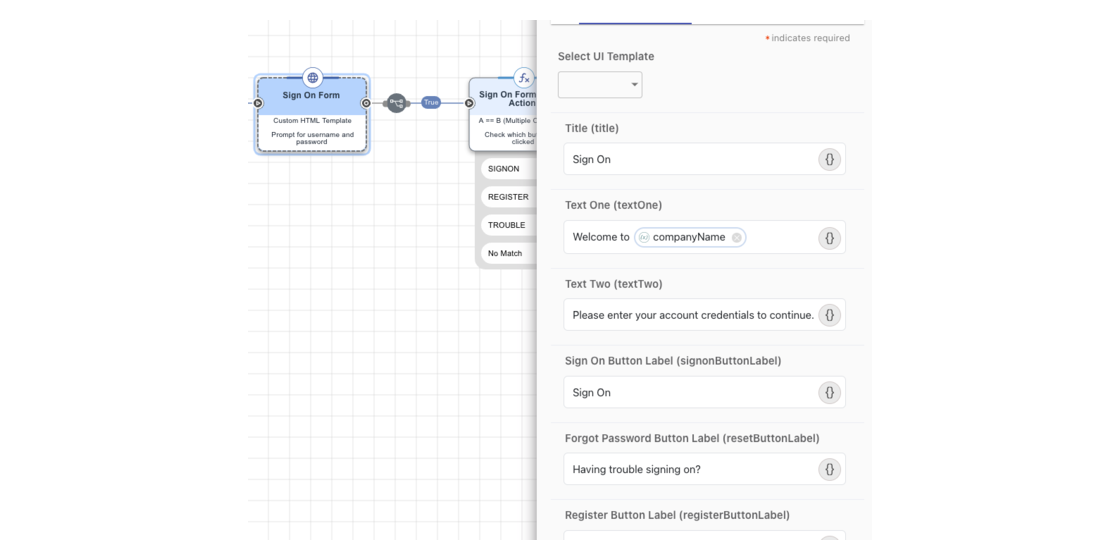 • indicates required
Select UI Template
Sign On Form
Custom HTML Template
Prompt for username and
password
True
Sign On Form
Action
A == B (Multiple
Check which
clicked
SIGNON
REGISTER
TROUBLE
No Match
Title (title)
Sign On
{}
Text One (textOne)
Welcome to companyName
{}
Text Two (textTwo)
Please enter your account credentials to continue.
{}
Sign On Button Label (signonButtonLabel)
Sign On
{}
Forgot Password Button Label (resetButtonLabel)
Having trouble signing on?
{}
Register Button Label (registerButtonLabel)